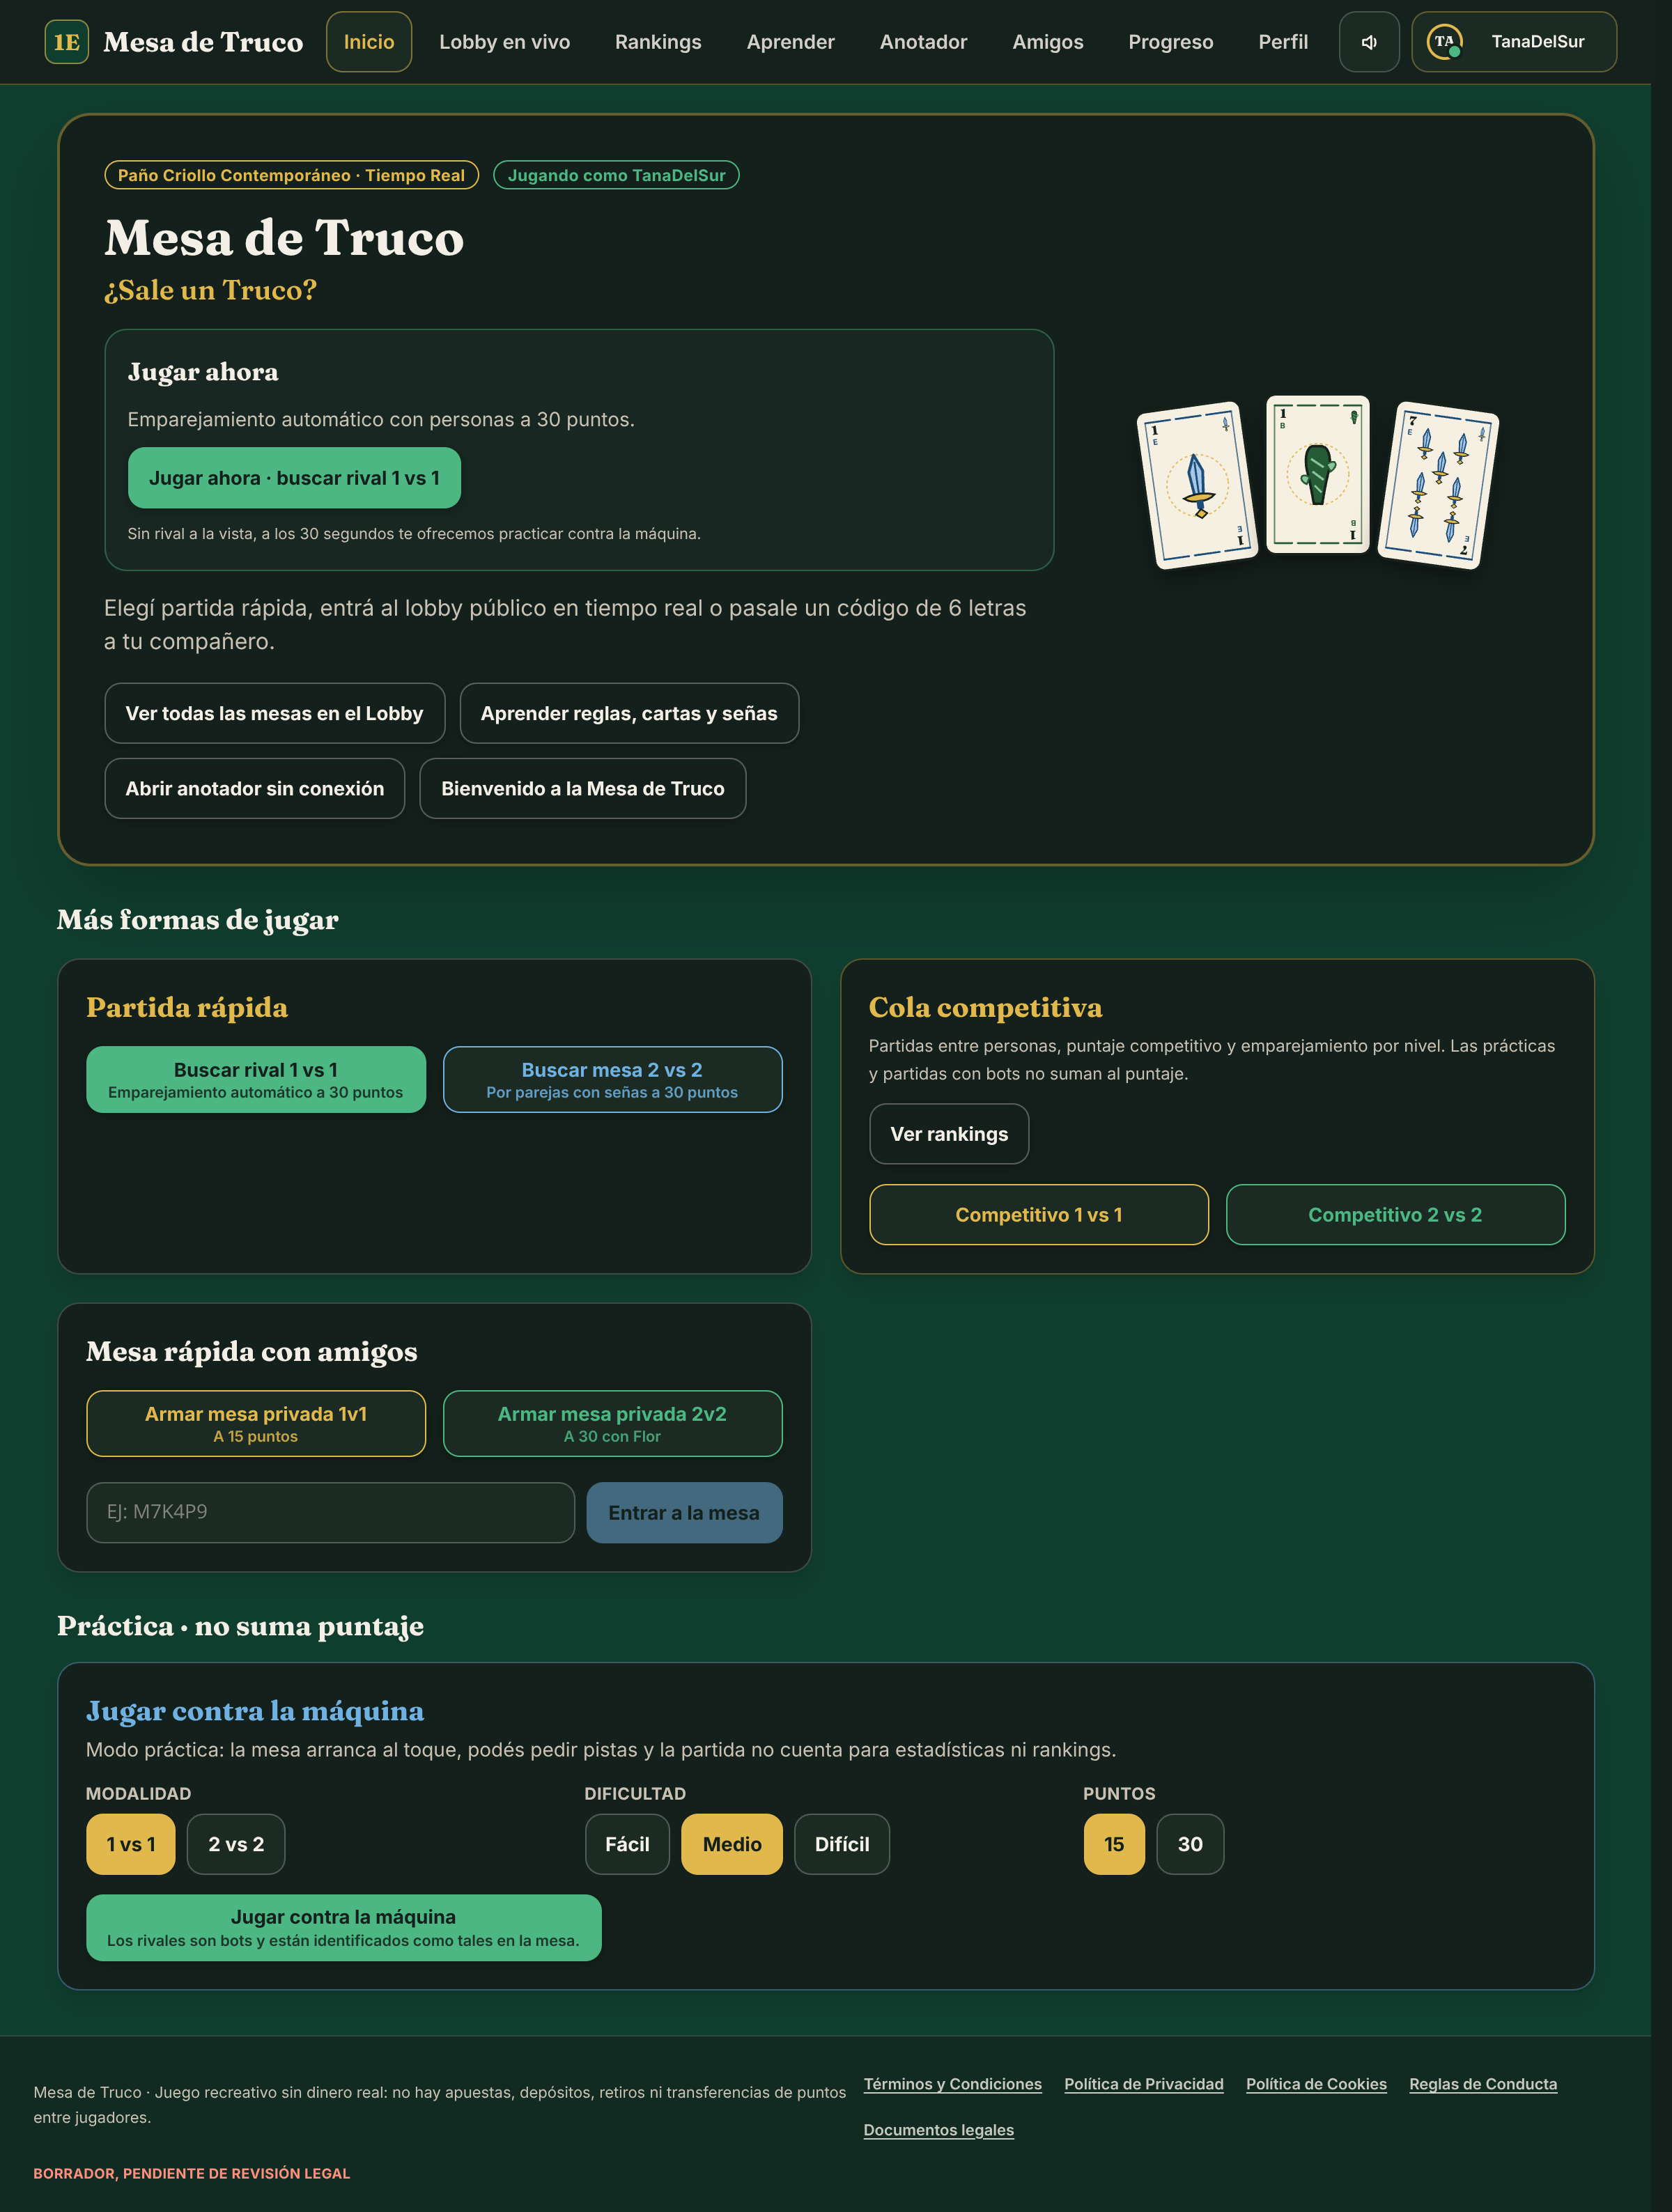 1E
Mesa de Truco
Inicio
Lobby en vivo
Rankings
Aprender
Anotador
Amigos
Progreso
Perfil
TA
TanaDelSur
Paño Criollo Contemporáneo · Tiempo Real
Jugando como TanaDelSur
Mesa de Truco
¿Sale un Truco?
Jugar ahora
Emparejamiento automático con personas a 30 puntos.
Jugar ahora · buscar rival 1 vs 1
Sin rival a la vista, a los 30 segundos te ofrecemos practicar contra la máquina.
1
E
1
E
1
B
1
B
7
E
7
E
Elegí partida rápida, entrá al lobby público en tiempo real o pasale un código de 6 letras
a tu compañero.
Ver todas las mesas en el Lobby
Aprender reglas, cartas y señas
Abrir anotador sin conexión
Bienvenido a la Mesa de Truco
Más formas de jugar
Partida rápida
Buscar rival 1 vs 1
Emparejamiento automático a 30 puntos
Buscar mesa 2 vs 2
Por parejas con señas a 30 puntos
Cola competitiva
Partidas entre personas, puntaje competitivo y emparejamiento por nivel. Las prácticas
y partidas con bots no suman al puntaje.
Ver rankings
Competitivo 1 vs 1
Competitivo 2 vs 2
Mesa rápida con amigos
Armar mesa privada 1v1
A 15 puntos
Armar mesa privada 2v2
A 30 con Flor
EJ: M7K4P9
Entrar a la mesa
Práctica · no suma puntaje
Jugar contra la máquina
Modo práctica: la mesa arranca al toque, podés pedir pistas y la partida no cuenta para estadísticas ni rankings.
MODALIDAD
1 vs 1
2 vs 2
DIFICULTAD
Fácil
Medio
Difícil
PUNTOS
15
30
Jugar contra la máquina
Los rivales son bots y están identificados como tales en la mesa.
Mesa de Truco · Juego recreativo sin dinero real: no hay apuestas, depósitos, retiros ni transferencias de puntos
entre jugadores.
BORRADOR, PENDIENTE DE REVISIÓN LEGAL
Términos y Condiciones
Política de Privacidad
Política de Cookies
Reglas de Conducta
Documentos legales